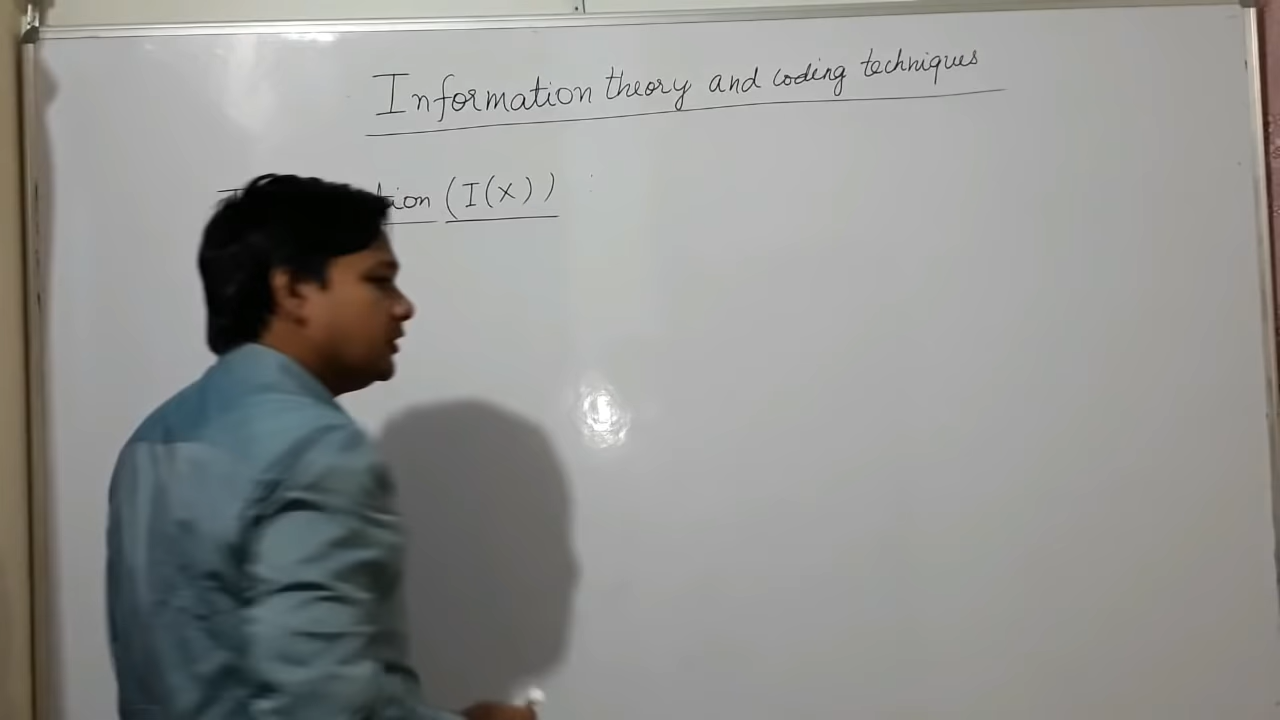 Information theory and coding techniques
(I(x))